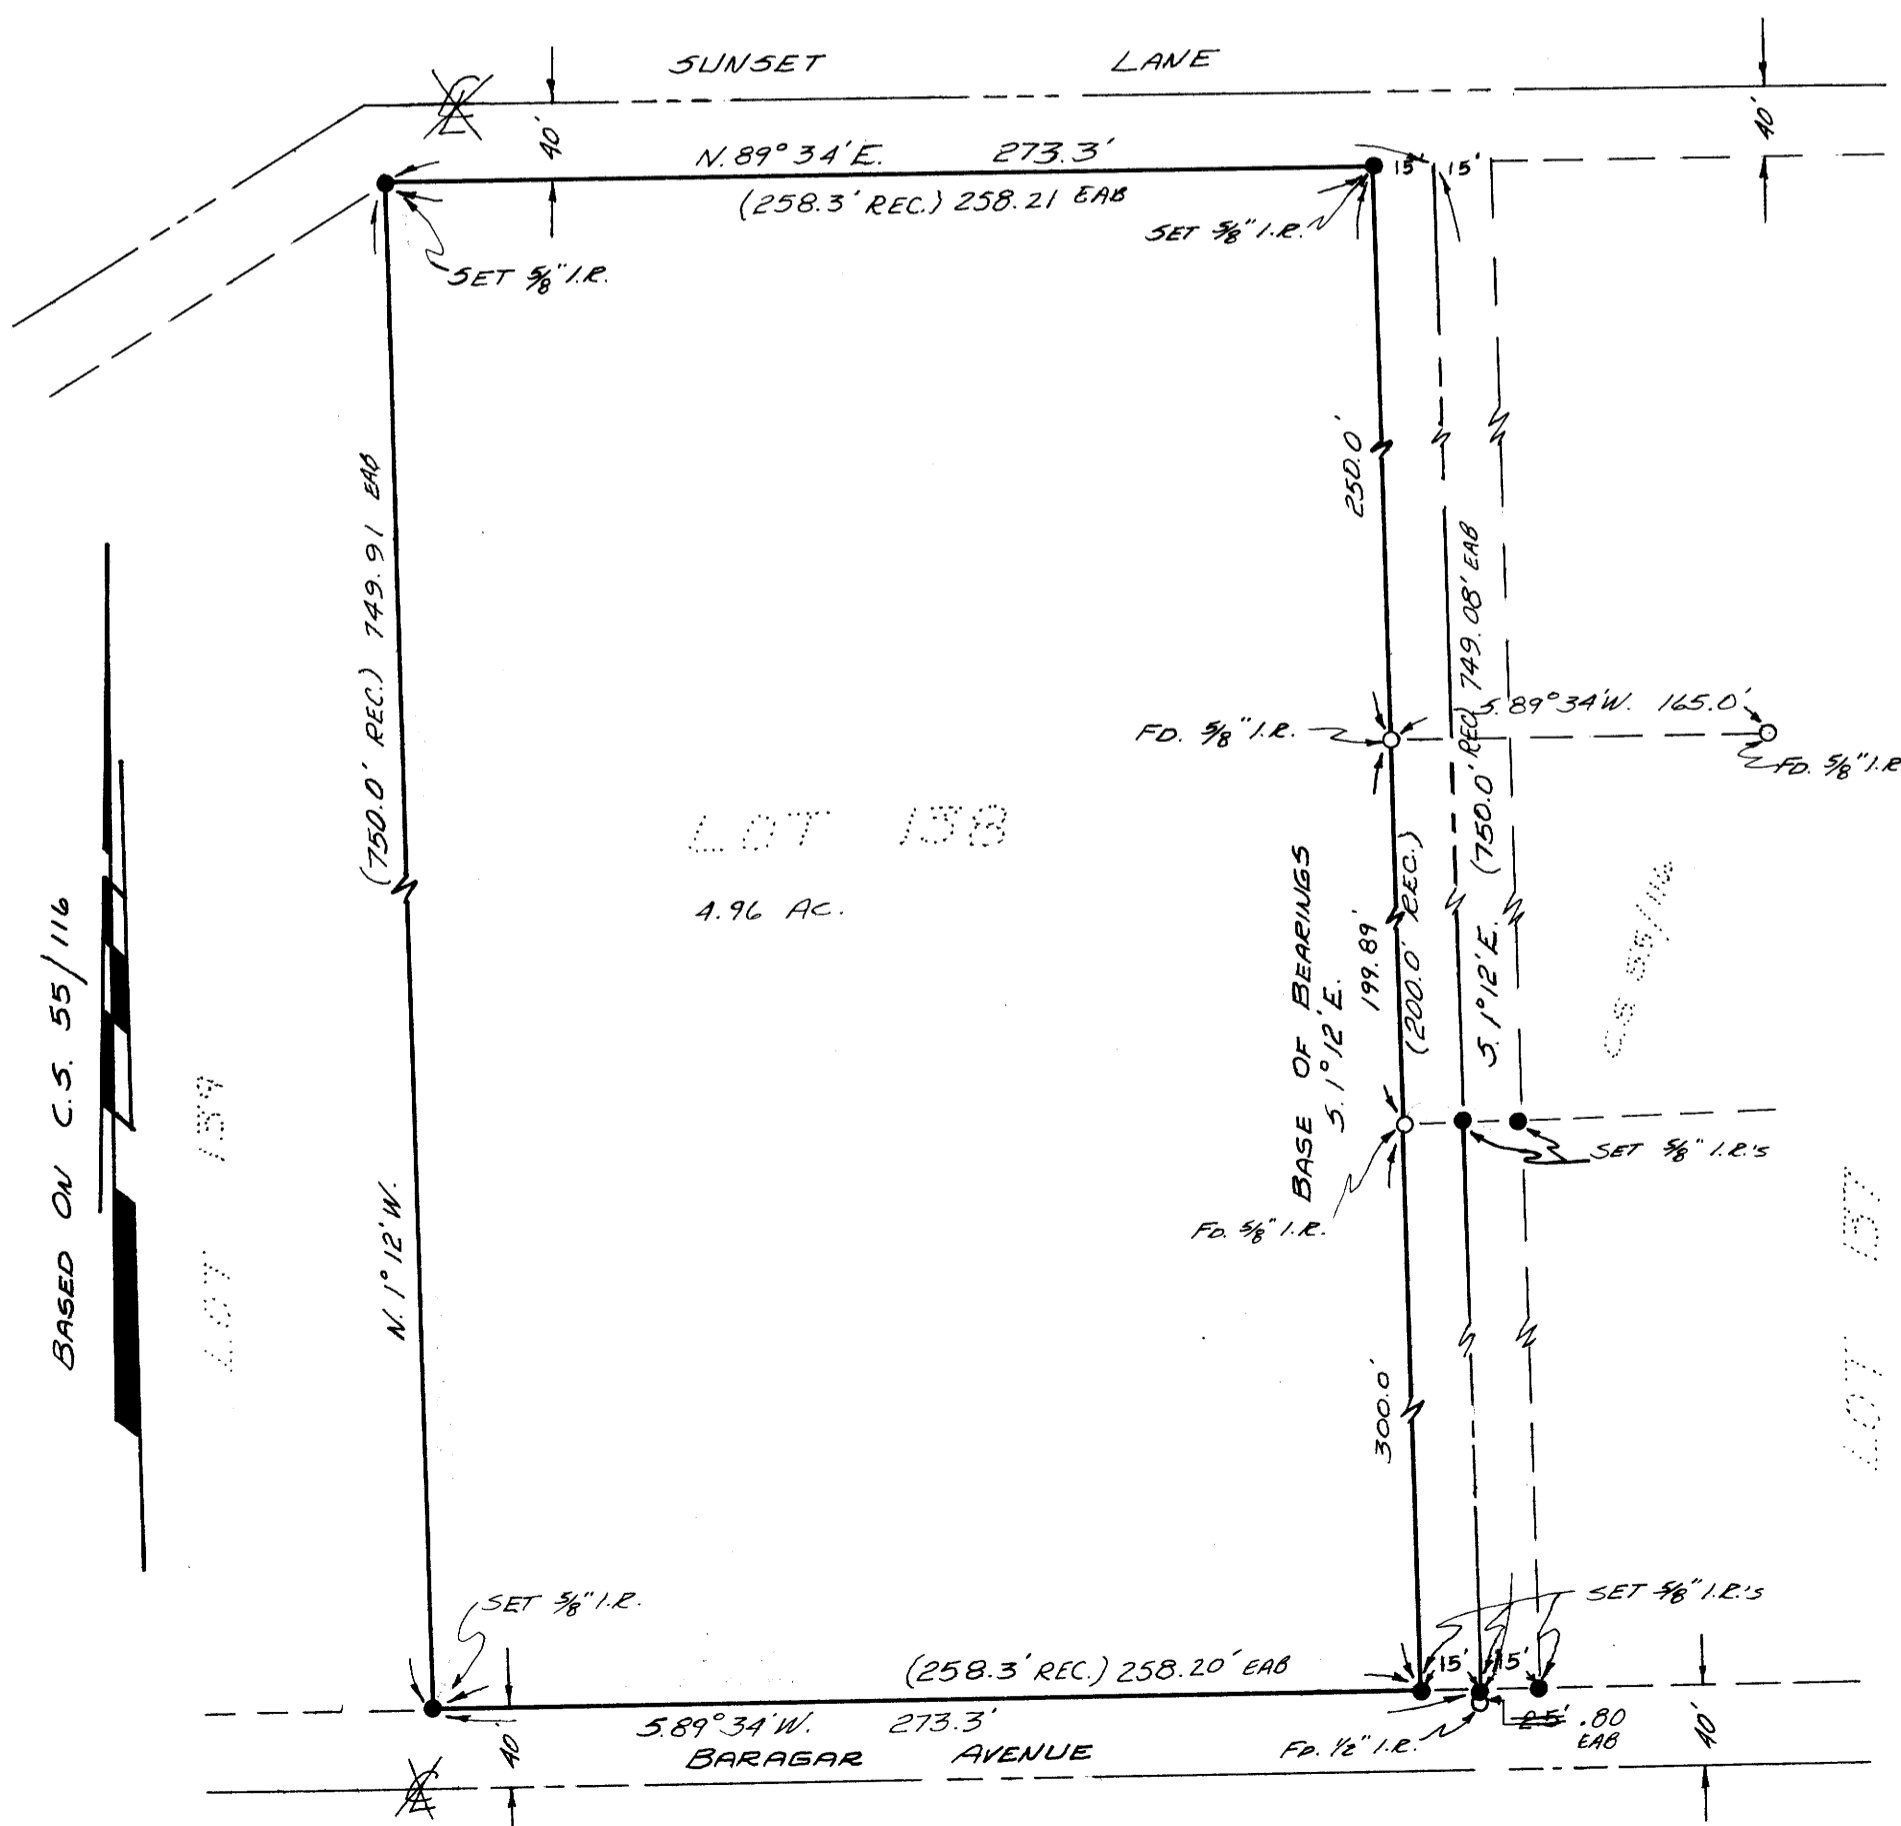 SUNSET LANE
40'
40'
N. 89° 34' E. 273.3'
(258.3' REC.) 258.21 EAB
15' 15'
SET 5/8" I.R.
SET 5/8" I.R.
250.0'
(750.0' REC.) 749.91 EAB
(750.0' REC.) 749.08' EAB
S. 1° 12' E.
S. 89° 34' W. 165.0'
FD. 5/8" I.R.
FD. 5/8" I.R
LOT 138
4.96 AC.
BASE OF BEARINGS
S. 1° 12' E.
199.89'
(200.0' REC.)
CS 55/116
BASED ON C.S. 55/116
LOT 139
SET 5/8" I.R.'s
FD. 5/8" I.R.
LOT 137
N. 1° 12' W.
300.0'
SET 5/8" I.R.
SET 5/8" I.R.'s
(258.3' REC.) 258.20' EAB
15' 15'
S. 89° 34' W. 273.3'
40'
40'
BARAGAR AVENUE
FD. 1/2" I.R.
.25' .80
EAB